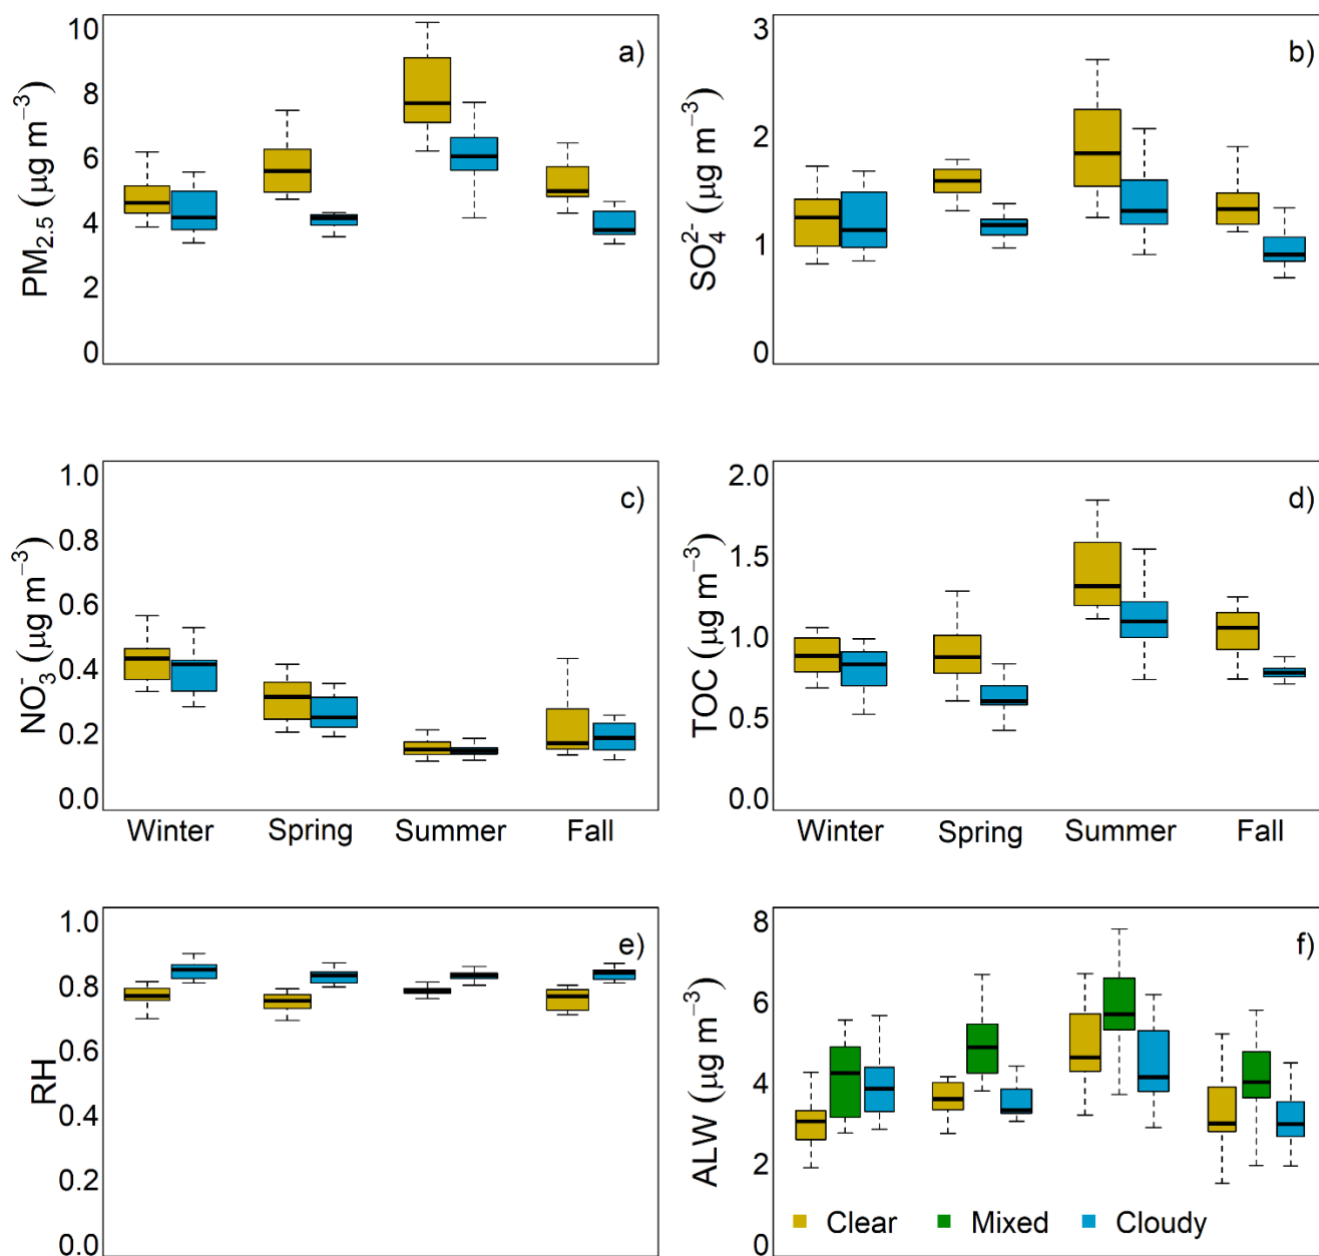 a)
PM2.5 (μg m−3)
10
8
6
4
2
0
b)
SO42- (μg m−3)
3
2
1
0
c)
NO3- (μg m−3)
1.0
0.8
0.6
0.4
0.2
0.0
Winter Spring Summer Fall
d)
TOC (μg m−3)
2.0
1.5
1.0
0.5
0.0
Winter Spring Summer Fall
e)
RH
1.0
0.8
0.6
0.4
0.2
0.0
f)
ALW (μg m−3)
8
6
4
2
0
Clear Mixed Cloudy